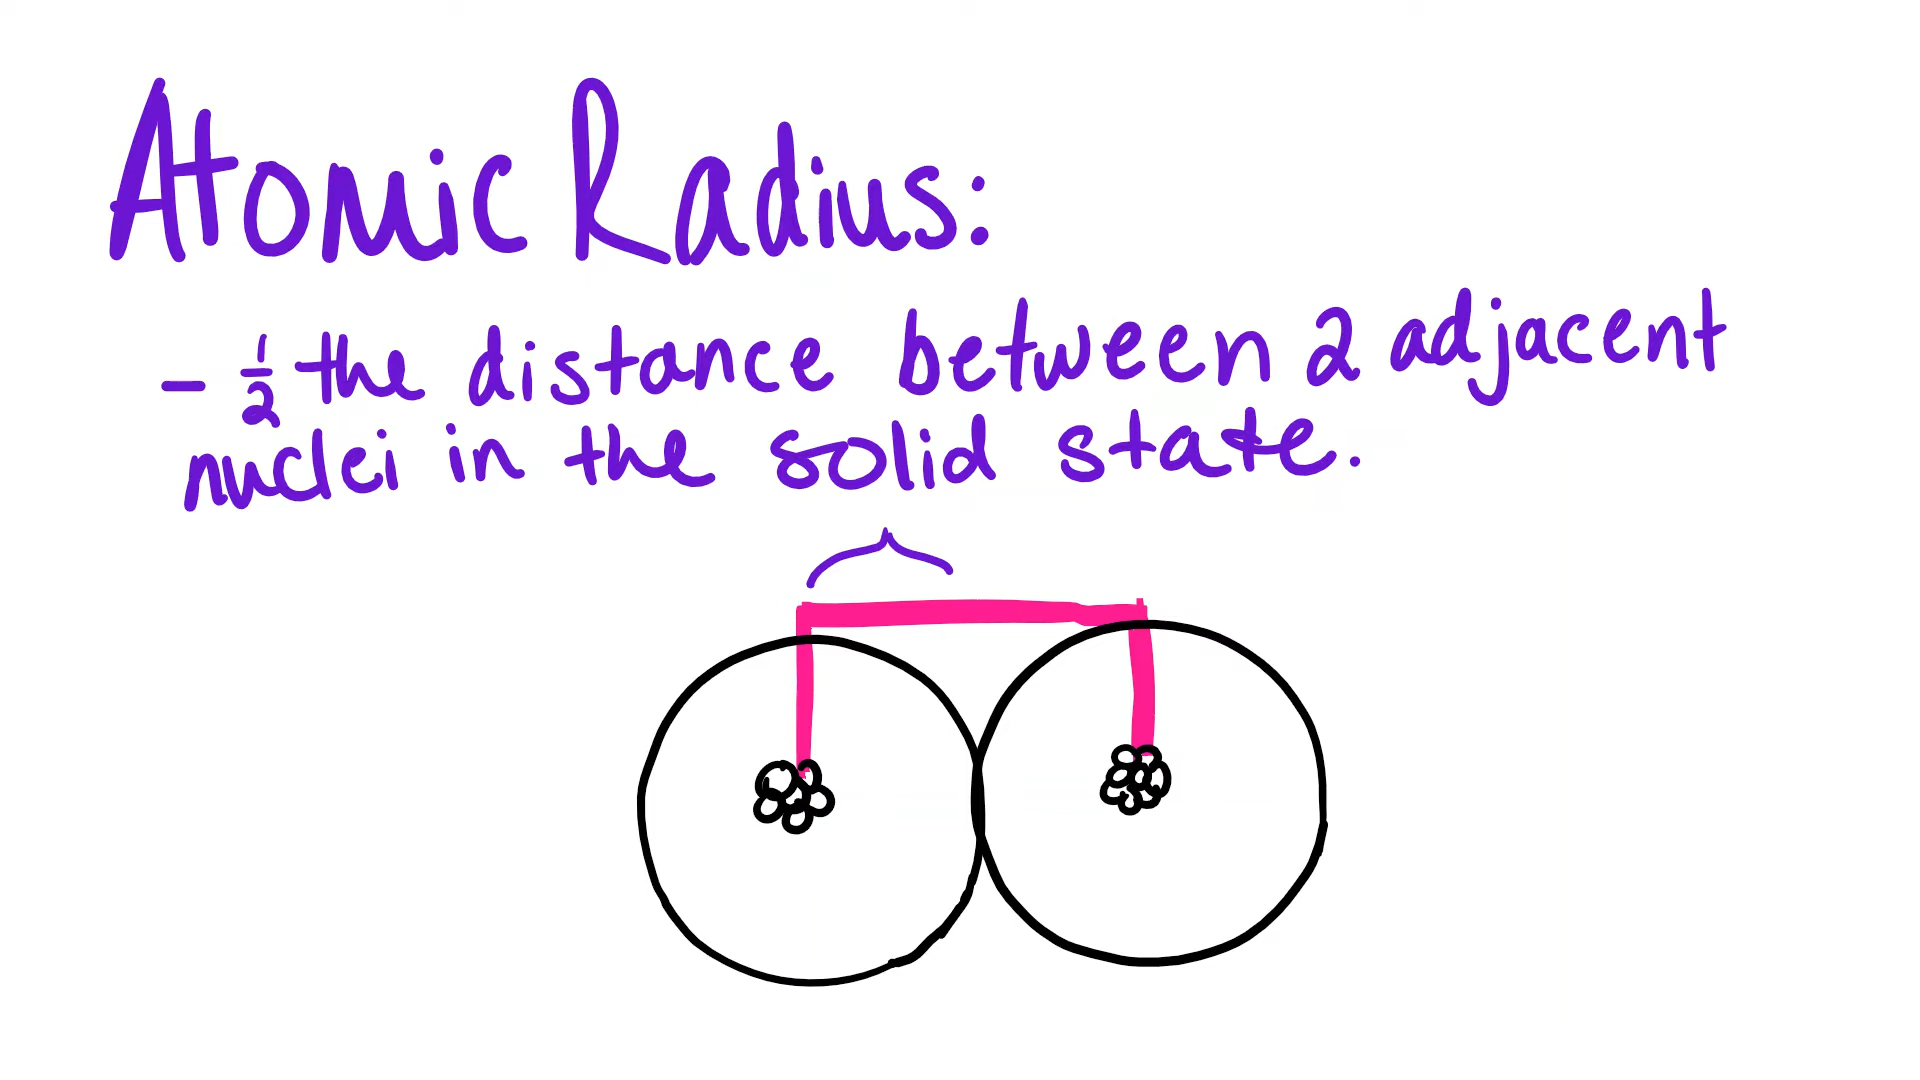 Atomic Radius:
- 1/2 the distance between 2 adjacent
nuclei in the solid state.